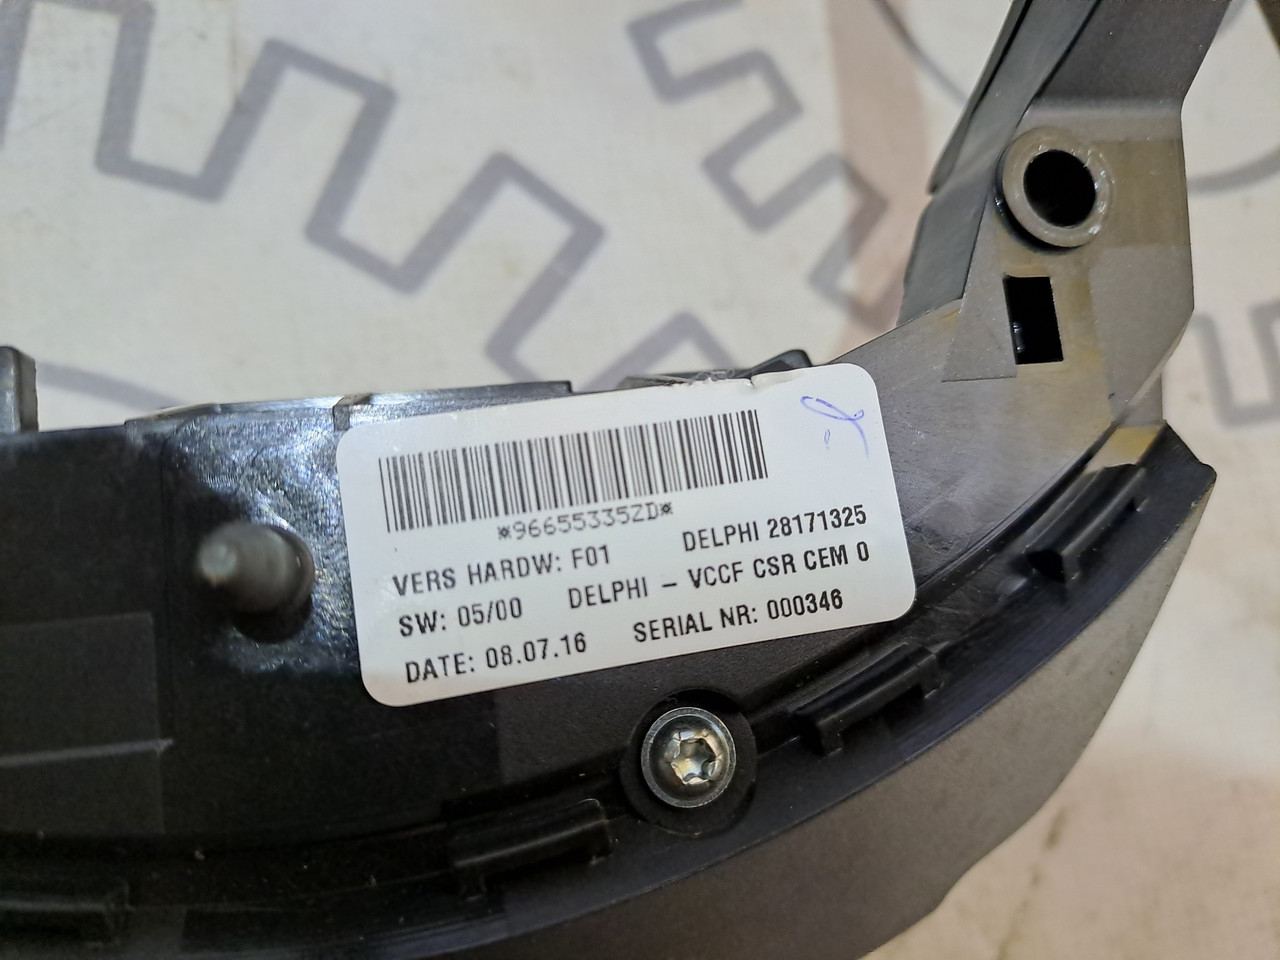 *96655335ZD*
VERS HARDW: F01 DELPHI 28171325
SW: 05/00 DELPHI - VCCF CSR CEM 0
DATE: 08.07.16 SERIAL NR: 000346